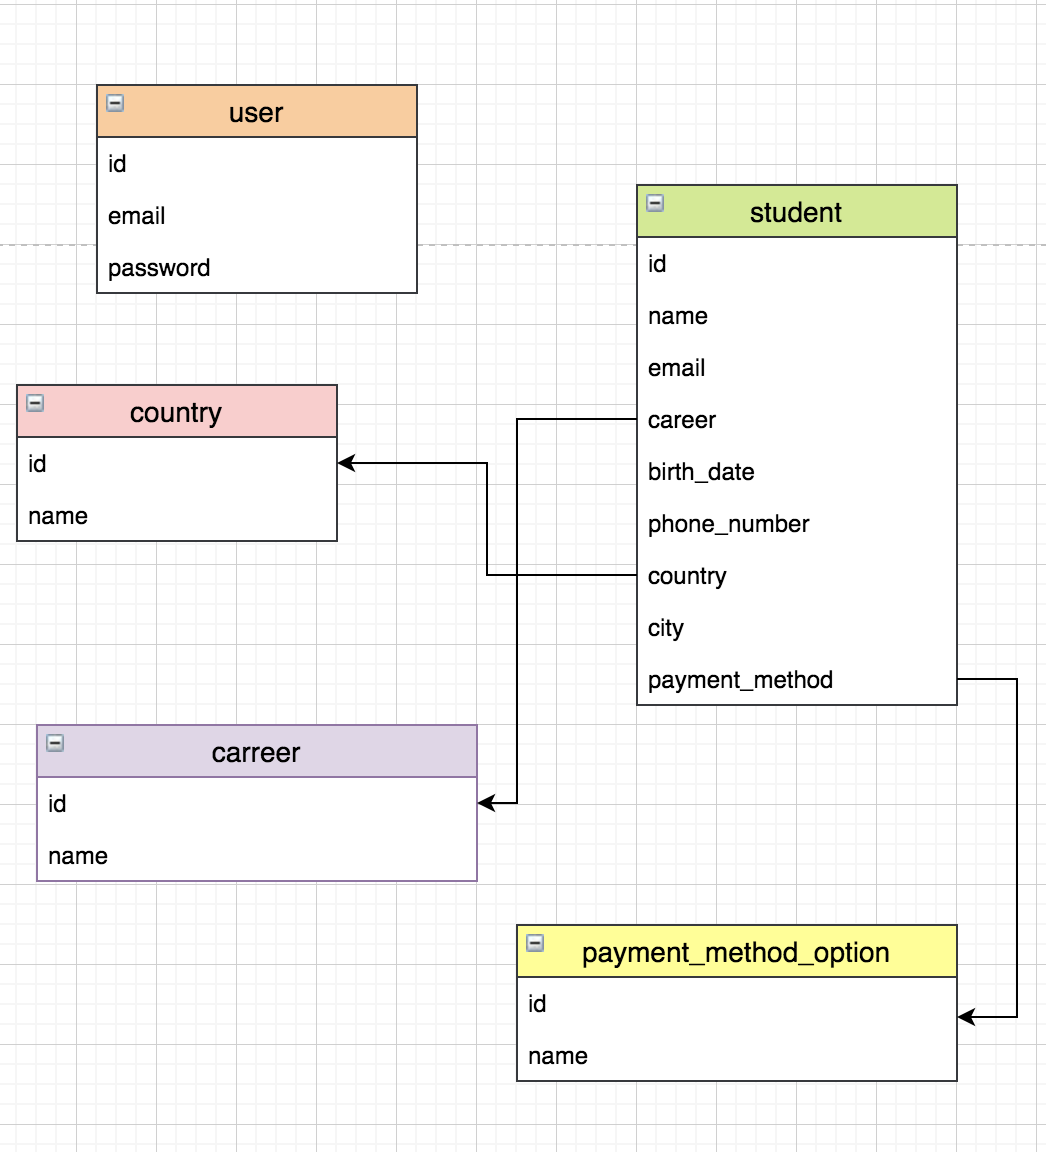 user
id
email
password
student
id
name
email
career
birth_date
phone_number
country
city
payment_method
country
id
name
carreer
id
name
payment_method_option
id
name